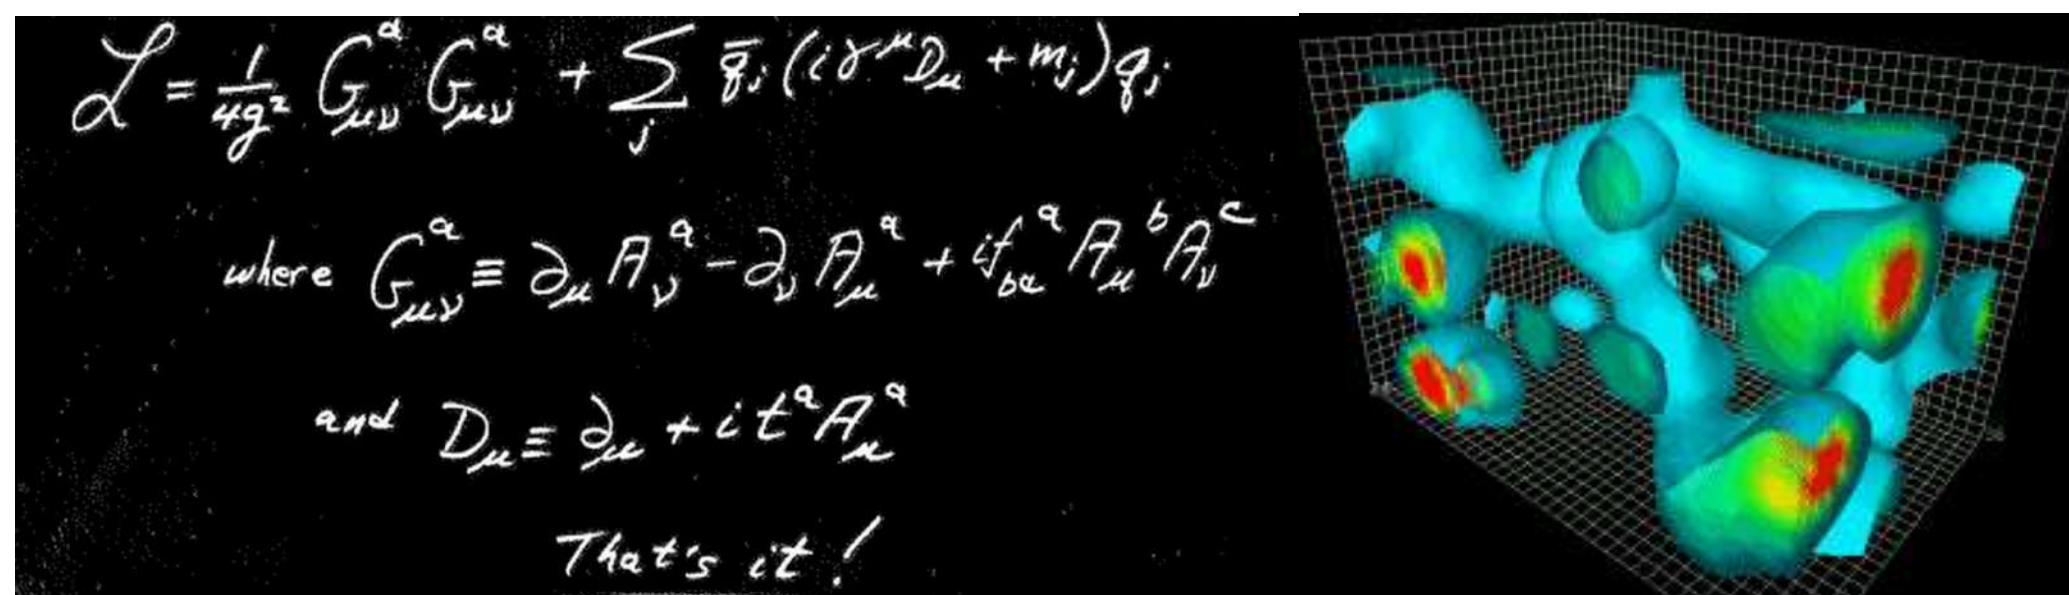 ℒ ≡ 1/4g² G^a_μν G^a_μν + Σ_j q̄_j (iγ^μ D_μ + m_j) q_j
where G^a_μν ≡ ∂_μ A^a_ν − ∂_ν A^a_μ + i f^a_bc A^b_μ A^c_ν
and D_μ ≡ ∂_μ + i t^a A^a_μ
That's it!